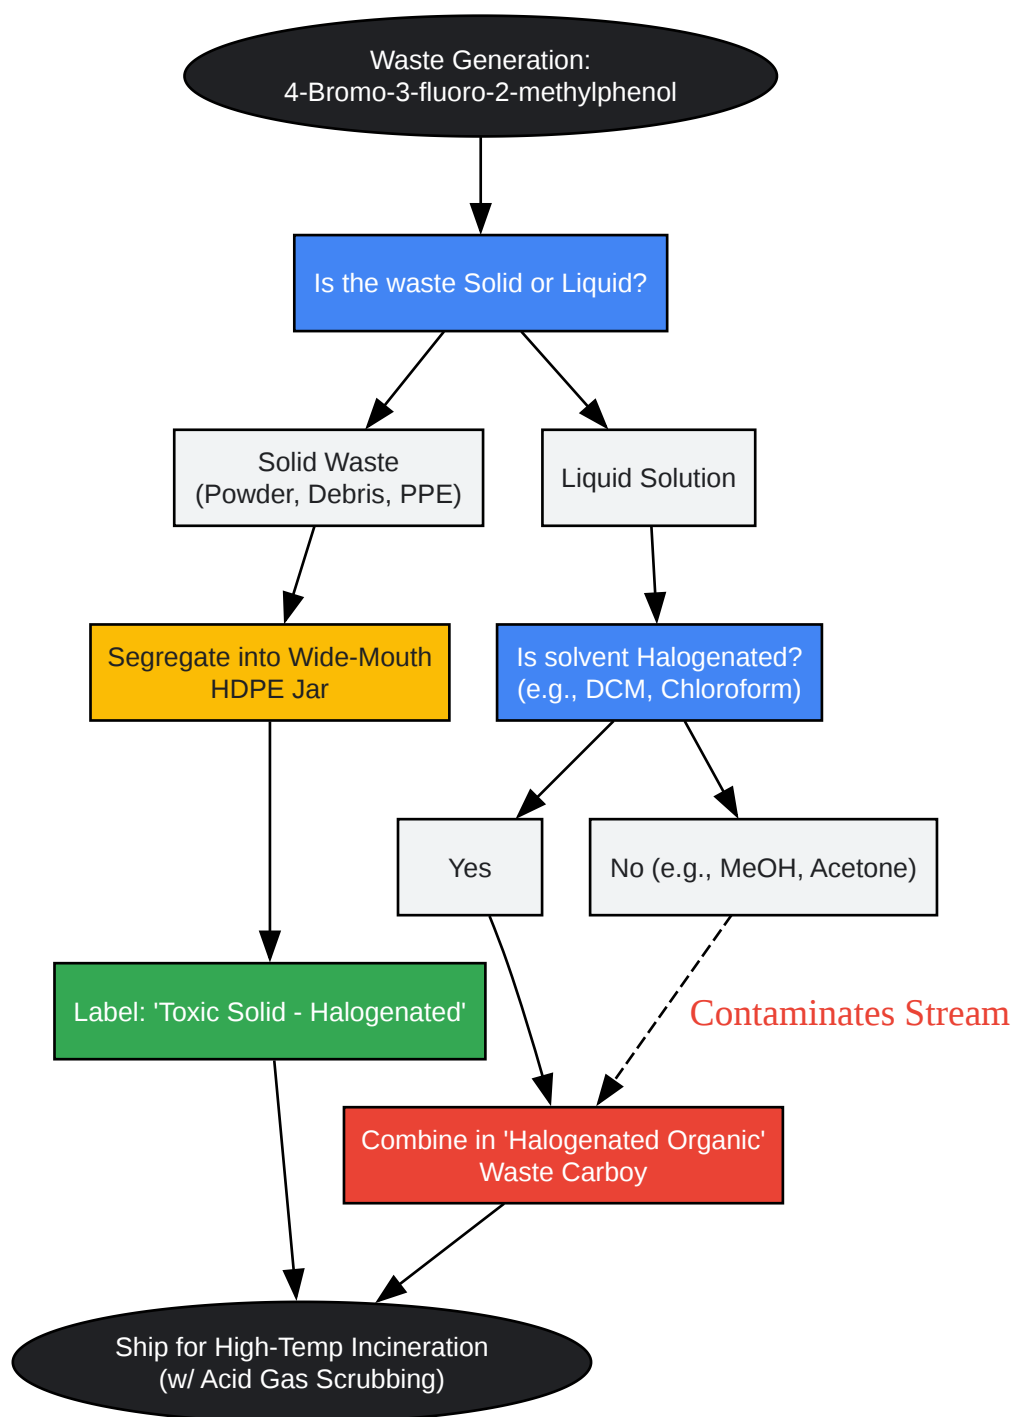 Waste Generation:
4-Bromo-3-fluoro-2-methylphenol
Is the waste Solid or Liquid?
Solid Waste
(Powder, Debris, PPE)
Liquid Solution
Segregate into Wide-Mouth
HDPE Jar
Is solvent Halogenated?
(e.g., DCM, Chloroform)
Yes
No (e.g., MeOH, Acetone)
Label: 'Toxic Solid - Halogenated'
Contaminates Stream
Combine in 'Halogenated Organic'
Waste Carboy
Ship for High-Temp Incineration
(w/ Acid Gas Scrubbing)